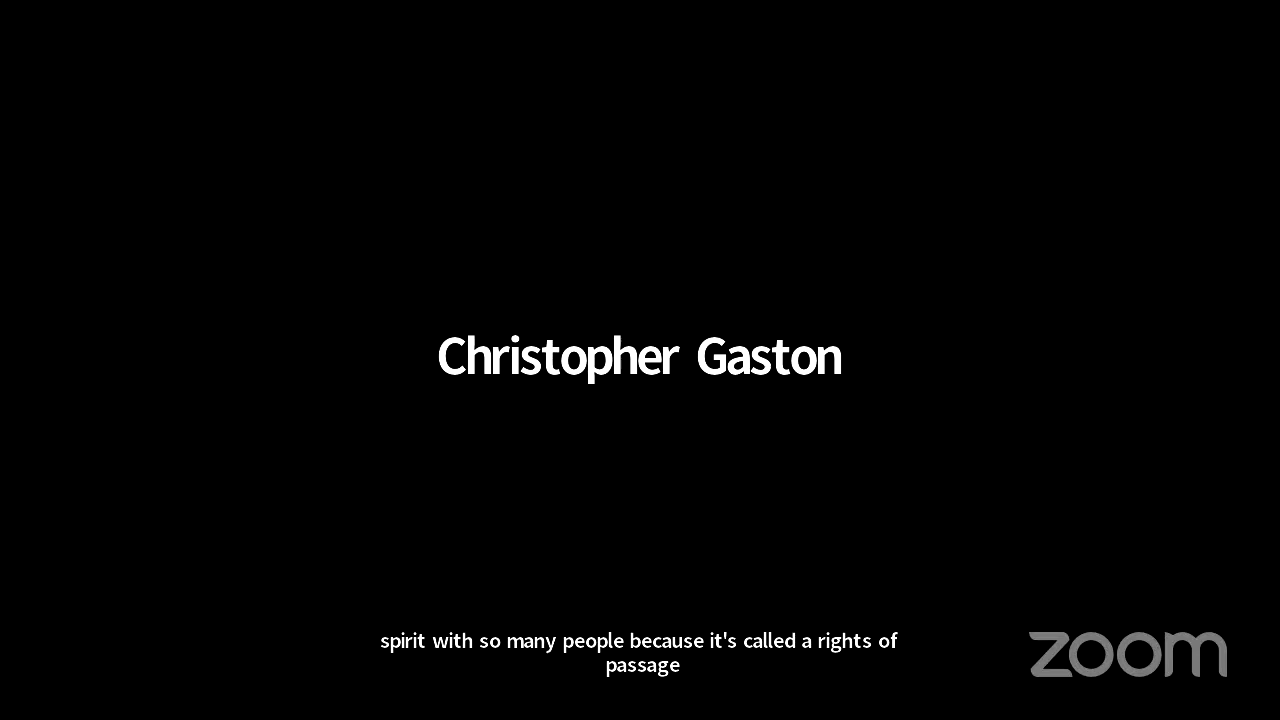 Christopher Gaston
spirit with so many people because it's called a rights of
passage
zoom